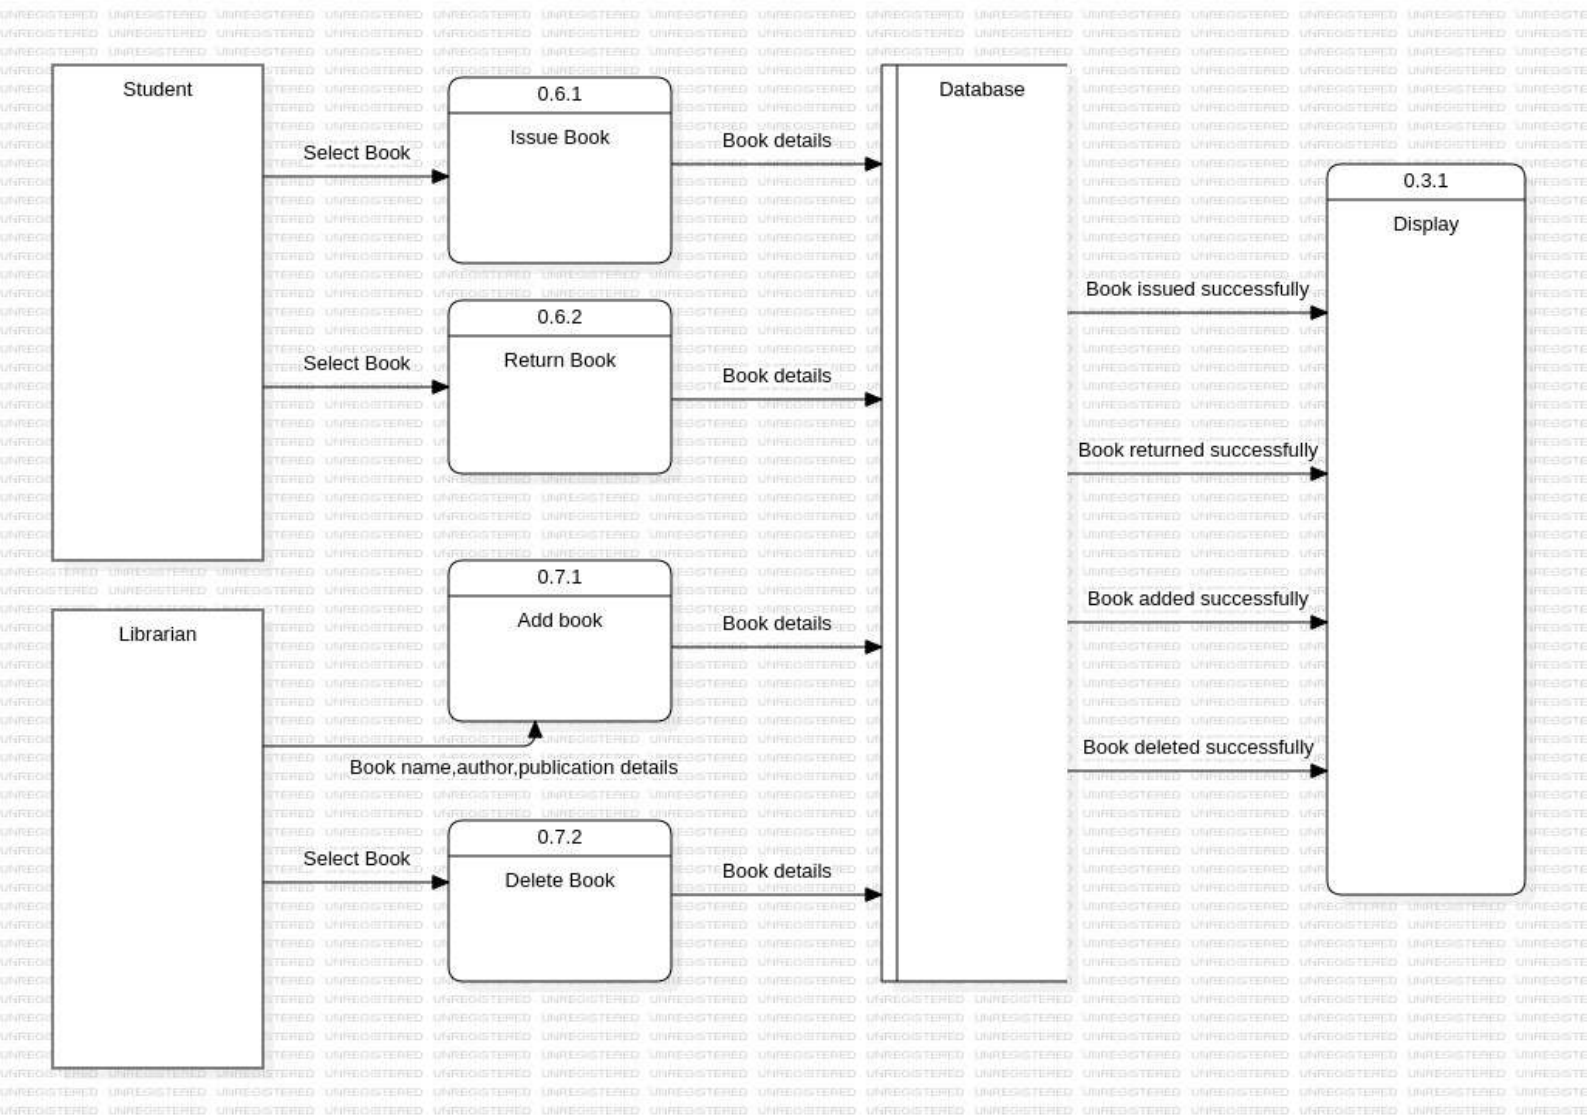 Student
Select Book
Select Book
0.6.1
Issue Book
0.6.2
Return Book
Book details
Book details
Librarian
Book name,author,publication details
Select Book
0.7.1
Add book
0.7.2
Delete Book
Book details
Book details
Database
Book issued successfully
Book returned successfully
Book added successfully
Book deleted successfully
0.3.1
Display
UNREGISTERED